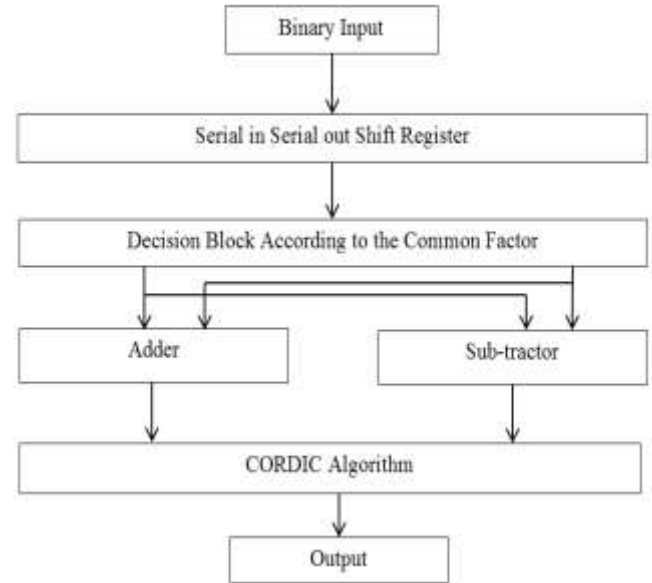 Binary Input
Serial in Serial out Shift Register
Decision Block According to the Common Factor
Adder
Sub-tractor
CORDIC Algorithm
Output